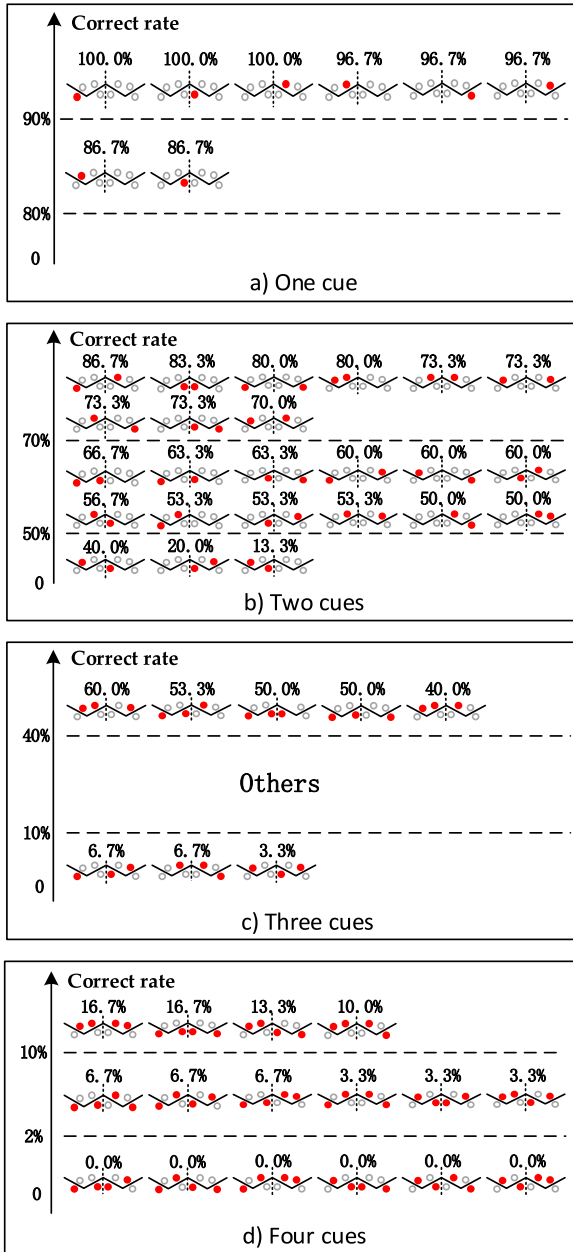 Correct rate
100.0% 100.0% 100.0% 96.7% 96.7% 96.7%
90%
86.7% 86.7%
80%
0
a) One cue
Correct rate
86.7% 83.3% 80.0% 80.0% 73.3% 73.3%
73.3% 73.3% 70.0%
70%
66.7% 63.3% 63.3% 60.0% 60.0% 60.0%
56.7% 53.3% 53.3% 53.3% 50.0% 50.0%
50%
40.0% 20.0% 13.3%
0
b) Two cues
Correct rate
60.0% 53.3% 50.0% 50.0% 40.0%
40%
Others
10%
6.7% 6.7% 3.3%
0
c) Three cues
Correct rate
16.7% 16.7% 13.3% 10.0%
10%
6.7% 6.7% 6.7% 3.3% 3.3% 3.3%
2%
0.0% 0.0% 0.0% 0.0% 0.0% 0.0%
0
d) Four cues